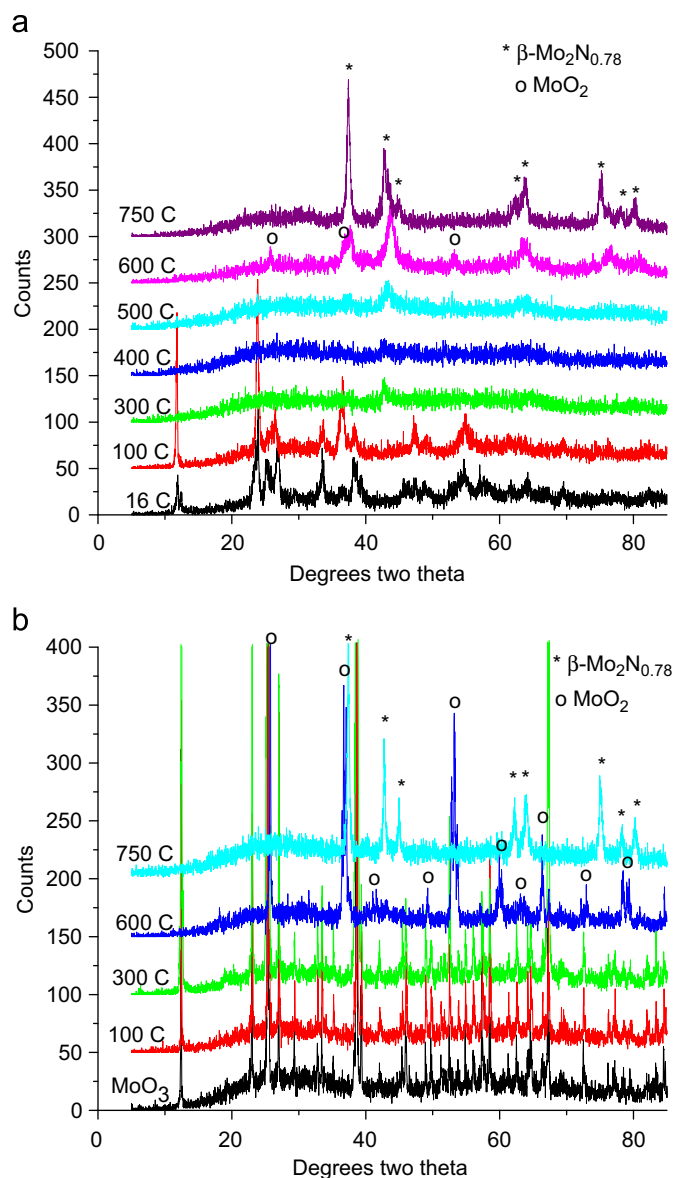 a
* β-Mo2N0.78
o MoO2
500
450
400
350
300
250
200
150
100
50
0
Counts
750 C
600 C
500 C
400 C
300 C
100 C
16 C
* * * * * * * *
o o o
0 20 40 60 80
Degrees two theta
b
* β-Mo2N0.78
o MoO2
400
350
300
250
200
150
100
50
0
Counts
750 C
600 C
300 C
100 C
MoO3
* * * * * * * *
o o o o o o o o o o
0 20 40 60 80
Degrees two theta